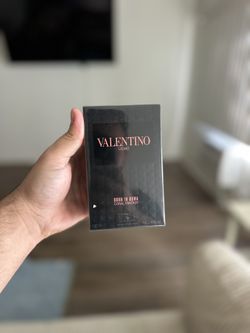 VALENTINO
UOMO
BORN IN ROMA
CORAL FANTASY